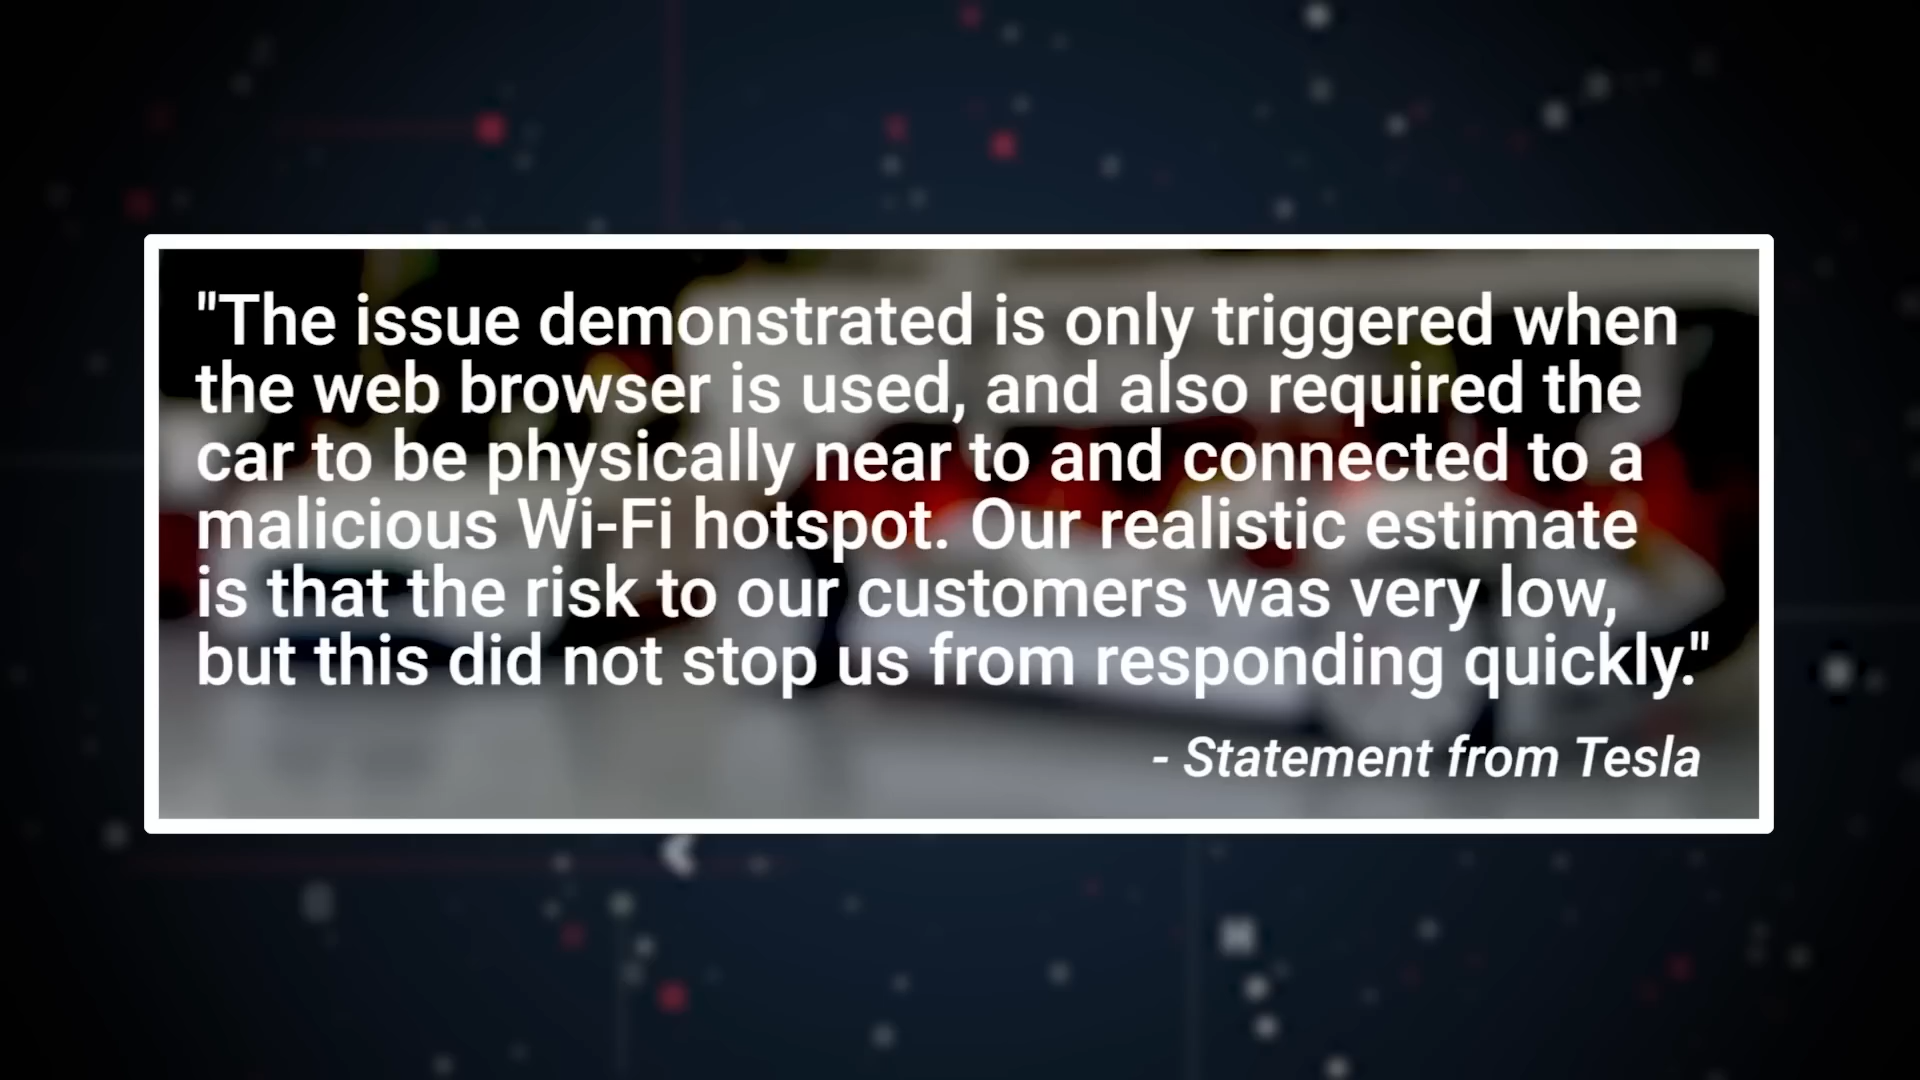 "The issue demonstrated is only triggered when
the web browser is used, and also required the
car to be physically near to and connected to a
malicious Wi-Fi hotspot. Our realistic estimate
is that the risk to our customers was very low,
but this did not stop us from responding quickly."
- Statement from Tesla